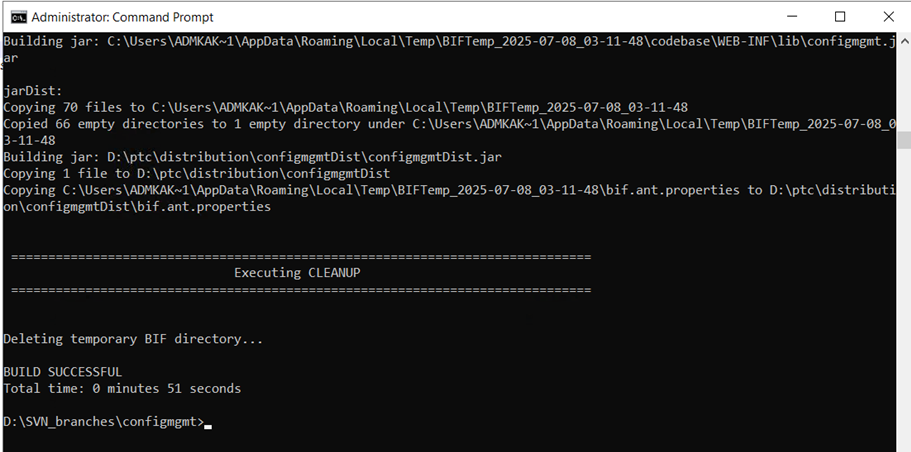 Administrator: Command Prompt
Building jar: C:\Users\ADMKAK~1\AppData\Roaming\Local\Temp\BIFTemp_2025-07-08_03-11-48\codebase\WEB-INF\lib\configmgmt.j
ar
jarDist:
Copying 70 files to C:\Users\ADMKAK~1\AppData\Roaming\Local\Temp\BIFTemp_2025-07-08_03-11-48
Copied 66 empty directories to 1 empty directory under C:\Users\ADMKAK~1\AppData\Roaming\Local\Temp\BIFTemp_2025-07-08_0
3-11-48
Building jar: D:\ptc\distribution\configmgmtDist\configmgmtDist.jar
Copying 1 file to D:\ptc\distribution\configmgmtDist
Copying C:\Users\ADMKAK~1\AppData\Roaming\Local\Temp\BIFTemp_2025-07-08_03-11-48\bif.ant.properties to D:\ptc\distributi
on\configmgmtDist\bif.ant.properties
==============================================================================
Executing CLEANUP
==============================================================================
Deleting temporary BIF directory...
BUILD SUCCESSFUL
Total time: 0 minutes 51 seconds
D:\SVN_branches\configmgmt>